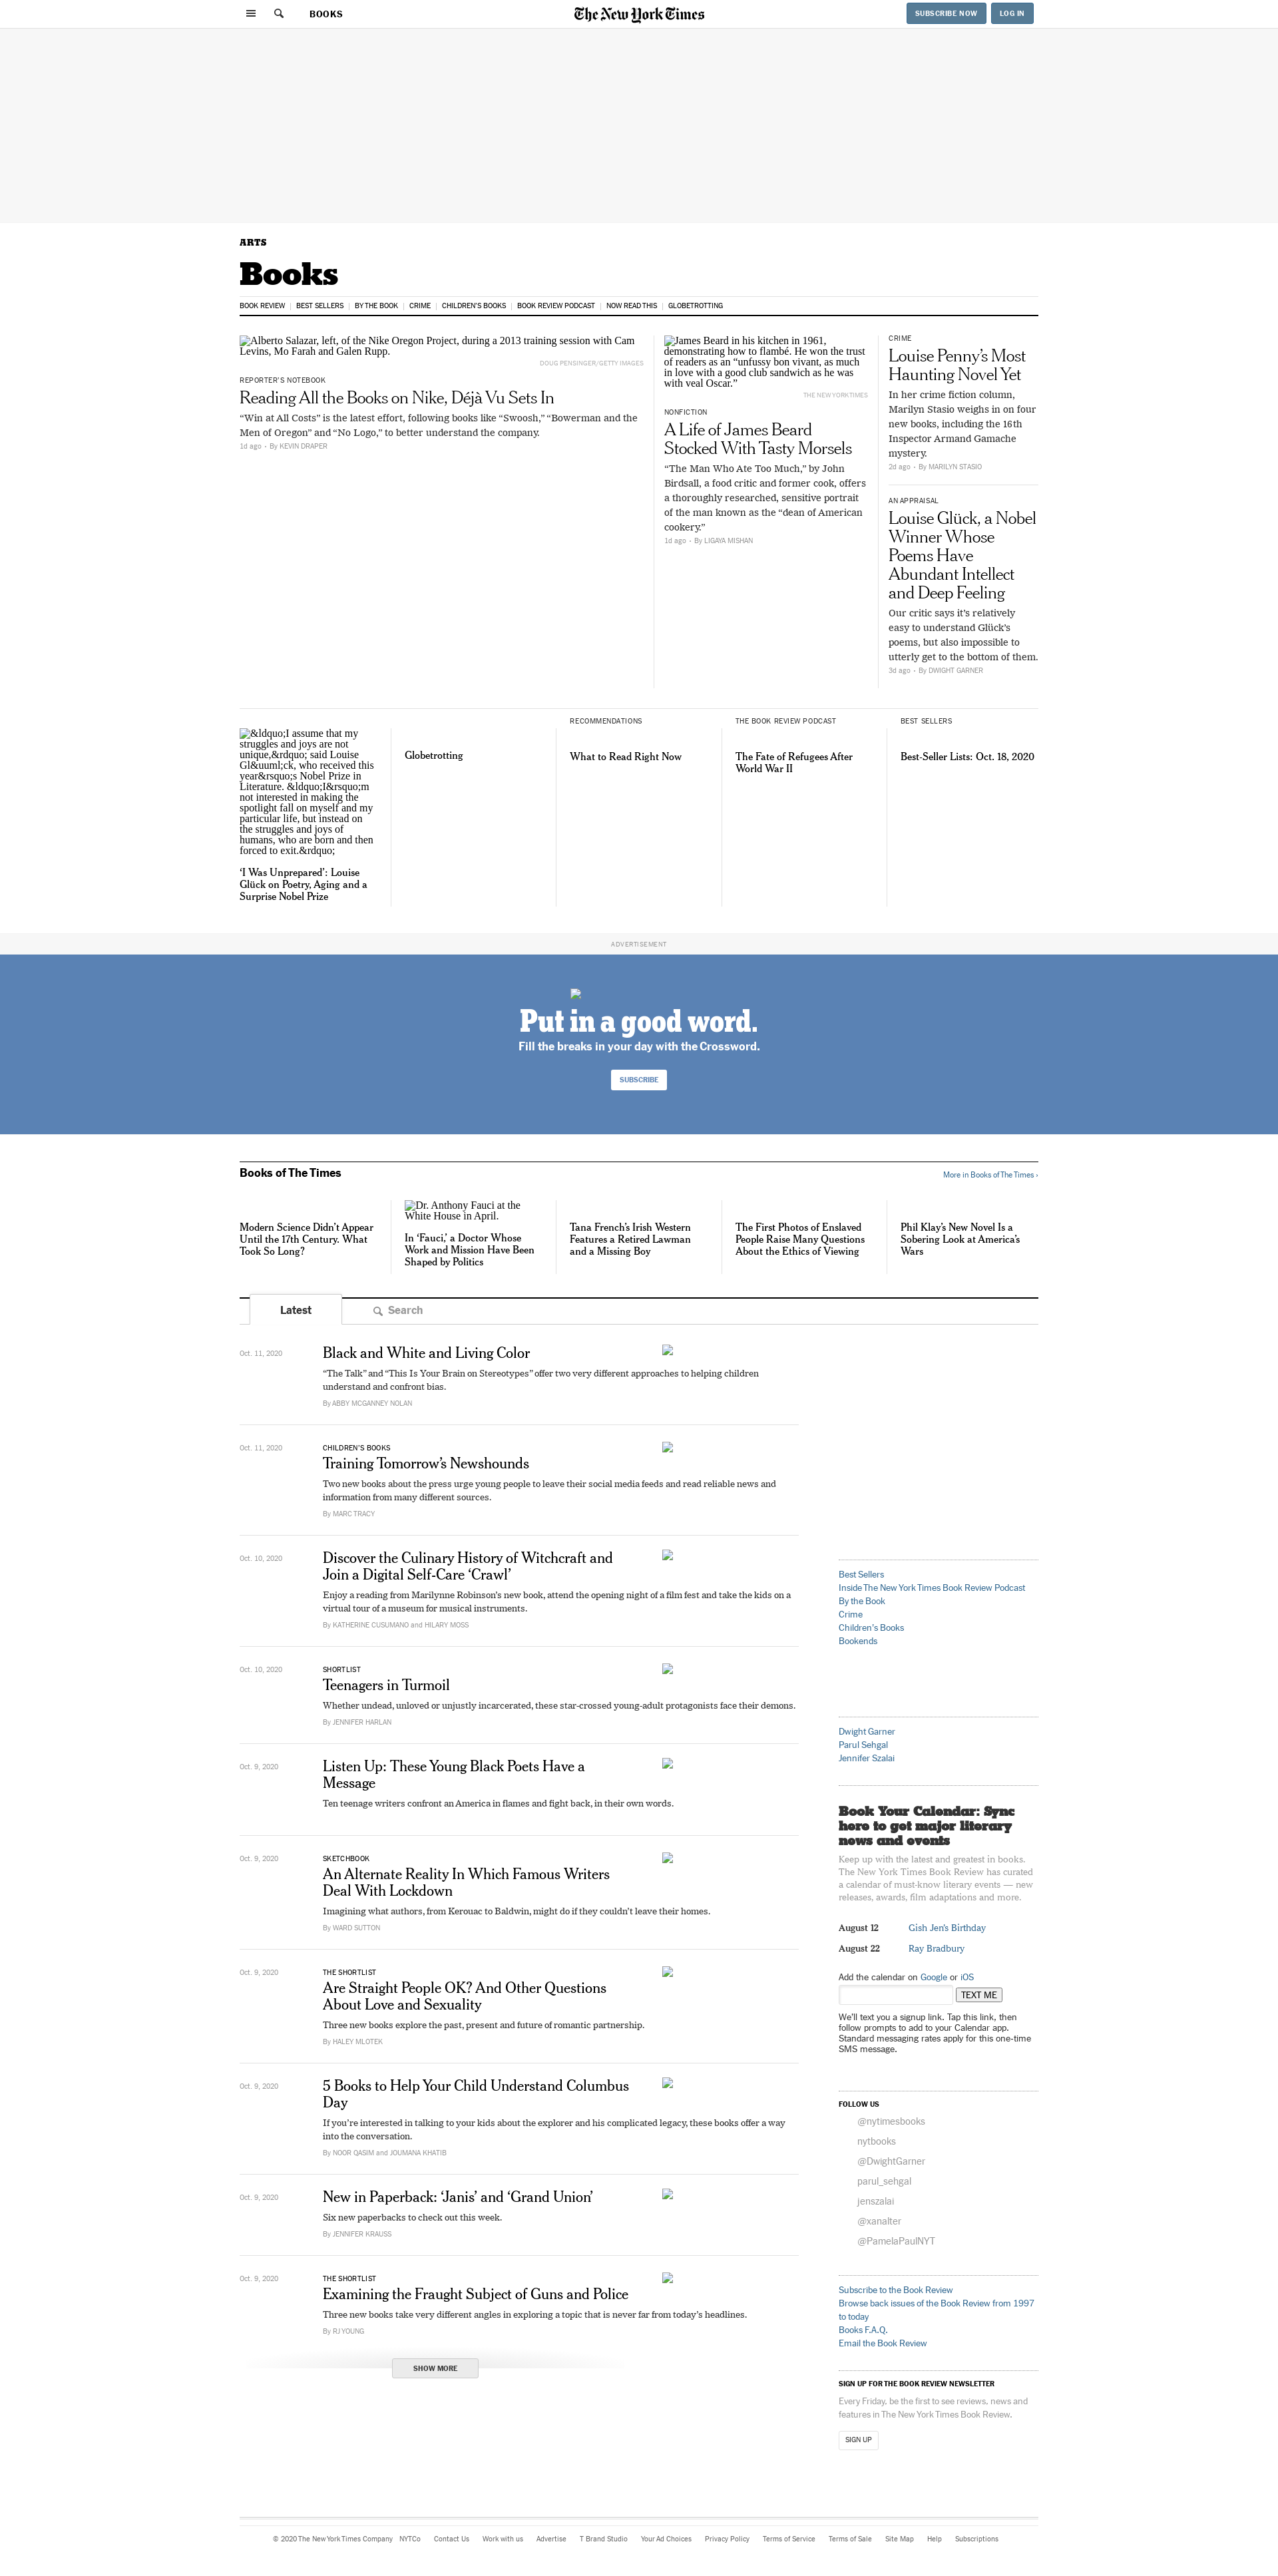 BOOKS
The New York Times
SUBSCRIBE NOW
LOG IN
ARTS
Books
BOOK REVIEW | BEST SELLERS | BY THE BOOK | CRIME | CHILDREN'S BOOKS | BOOK REVIEW PODCAST | NOW READ THIS | GLOBETROTTING
Alberto Salazar, left, of the Nike Oregon Project, during a 2013 training session with Cam
Levins, Mo Farah and Galen Rupp.
DOUG PENSINGER/GETTY IMAGES
REPORTER'S NOTEBOOK
Reading All the Books on Nike, Déjà Vu Sets In
“Win at All Costs” is the latest effort, following books like “Swoosh,” “Bowerman and the
Men of Oregon” and “No Logo,” to better understand the company.
1d ago • By KEVIN DRAPER
James Beard in his kitchen in 1961,
demonstrating how to flambé. He won the trust
of readers as an “unfussy bon vivant, as much
in love with a good club sandwich as he was
with veal Oscar.”
THE NEW YORK TIMES
NONFICTION
A Life of James Beard
Stocked With Tasty Morsels
“The Man Who Ate Too Much,” by John
Birdsall, a food critic and former cook, offers
a thoroughly researched, sensitive portrait
of the man known as the “dean of American
cookery.”
1d ago • By LIGAYA MISHAN
CRIME
Louise Penny’s Most
Haunting Novel Yet
In her crime fiction column,
Marilyn Stasio weighs in on four
new books, including the 16th
Inspector Armand Gamache
mystery.
2d ago • By MARILYN STASIO
AN APPRAISAL
Louise Glück, a Nobel
Winner Whose
Poems Have
Abundant Intellect
and Deep Feeling
Our critic says it’s relatively
easy to understand Glück’s
poems, but also impossible to
utterly get to the bottom of them.
3d ago • By DWIGHT GARNER
&ldquo;I assume that my
struggles and joys are not
unique,&rdquo; said Louise
Gl&uuml;ck, who received this
year&rsquo;s Nobel Prize in
Literature. &ldquo;I&rsquo;m
not interested in making the
spotlight fall on myself and my
particular life, but instead on
the struggles and joys of
humans, who are born and then
forced to exit.&rdquo;
‘I Was Unprepared’: Louise
Glück on Poetry, Aging and a
Surprise Nobel Prize
Globetrotting
RECOMMENDATIONS
What to Read Right Now
THE BOOK REVIEW PODCAST
The Fate of Refugees After
World War II
BEST SELLERS
Best-Seller Lists: Oct. 18, 2020
ADVERTISEMENT
Put in a good word.
Fill the breaks in your day with the Crossword.
SUBSCRIBE
Books of The Times
More in Books of The Times ›
Modern Science Didn’t Appear
Until the 17th Century. What
Took So Long?
Dr. Anthony Fauci at the
White House in April.
In ‘Fauci,’ a Doctor Whose
Work and Mission Have Been
Shaped by Politics
Tana French’s Irish Western
Features a Retired Lawman
and a Missing Boy
The First Photos of Enslaved
People Raise Many Questions
About the Ethics of Viewing
Phil Klay’s New Novel Is a
Sobering Look at America’s
Wars
Latest
Search
Oct. 11, 2020
Black and White and Living Color
“The Talk” and “This Is Your Brain on Stereotypes” offer two very different approaches to helping children
understand and confront bias.
By ABBY MCGANNEY NOLAN
Oct. 11, 2020
CHILDREN’S BOOKS
Training Tomorrow’s Newshounds
Two new books about the press urge young people to leave their social media feeds and read reliable news and
information from many different sources.
By MARC TRACY
Oct. 10, 2020
Discover the Culinary History of Witchcraft and
Join a Digital Self-Care ‘Crawl’
Enjoy a reading from Marilynne Robinson’s new book, attend the opening night of a film fest and take the kids on a
virtual tour of a museum for musical instruments.
By KATHERINE CUSUMANO and HILARY MOSS
Oct. 10, 2020
SHORTLIST
Teenagers in Turmoil
Whether undead, unloved or unjustly incarcerated, these star-crossed young-adult protagonists face their demons.
By JENNIFER HARLAN
Oct. 9, 2020
Listen Up: These Young Black Poets Have a
Message
Ten teenage writers confront an America in flames and fight back, in their own words.
Oct. 9, 2020
SKETCHBOOK
An Alternate Reality In Which Famous Writers
Deal With Lockdown
Imagining what authors, from Kerouac to Baldwin, might do if they couldn’t leave their homes.
By WARD SUTTON
Oct. 9, 2020
THE SHORTLIST
Are Straight People OK? And Other Questions
About Love and Sexuality
Three new books explore the past, present and future of romantic partnership.
By HALEY MLOTEK
Oct. 9, 2020
5 Books to Help Your Child Understand Columbus
Day
If you’re interested in talking to your kids about the explorer and his complicated legacy, these books offer a way
into the conversation.
By NOOR QASIM and JOUMANA KHATIB
Oct. 9, 2020
New in Paperback: ‘Janis’ and ‘Grand Union’
Six new paperbacks to check out this week.
By JENNIFER KRAUSS
Oct. 9, 2020
THE SHORTLIST
Examining the Fraught Subject of Guns and Police
Three new books take very different angles in exploring a topic that is never far from today’s headlines.
By RJ YOUNG
SHOW MORE
Best Sellers
Inside The New York Times Book Review Podcast
By the Book
Crime
Children’s Books
Bookends
Dwight Garner
Parul Sehgal
Jennifer Szalai
Book Your Calendar: Sync
here to get major literary
news and events
Keep up with the latest and greatest in books.
The New York Times Book Review has curated
a calendar of must-know literary events — new
releases, awards, film adaptations and more.
August 12 Gish Jen’s Birthday
August 22 Ray Bradbury
Add the calendar on Google or iOS
TEXT ME
We’ll text you a signup link. Tap this link, then
follow prompts to add to your Calendar app.
Standard messaging rates apply for this one-time
SMS message.
FOLLOW US
@nytimesbooks
nytbooks
@DwightGarner
parul_sehgal
jenszalai
@xanalter
@PamelaPaulNYT
Subscribe to the Book Review
Browse back issues of the Book Review from 1997
to today
Books F.A.Q.
Email the Book Review
SIGN UP FOR THE BOOK REVIEW NEWSLETTER
Every Friday, be the first to see reviews, news and
features in The New York Times Book Review.
SIGN UP
© 2020 The New York Times Company NYTCo Contact Us Work with us Advertise T Brand Studio Your Ad Choices Privacy Policy Terms of Service Terms of Sale Site Map Help Subscriptions